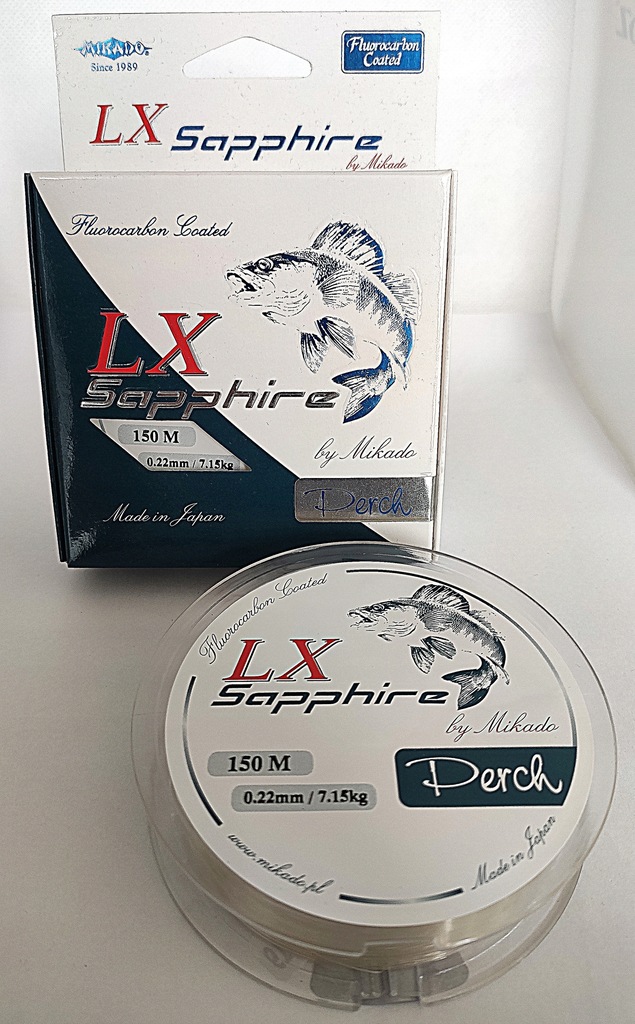 MIKADO
Since 1989
Fluorocarbon
Coated
LX Sapphire
by Mikado
Fluorocarbon Coated
LX
Sapphire
150 M
0.22mm / 7.15kg
by Mikado
Made in Japan
Perch
Fluorocarbon Coated
LX
Sapphire
by Mikado
150 M
0.22mm / 7.15kg
Perch
www.mikado.pl
Made in Japan